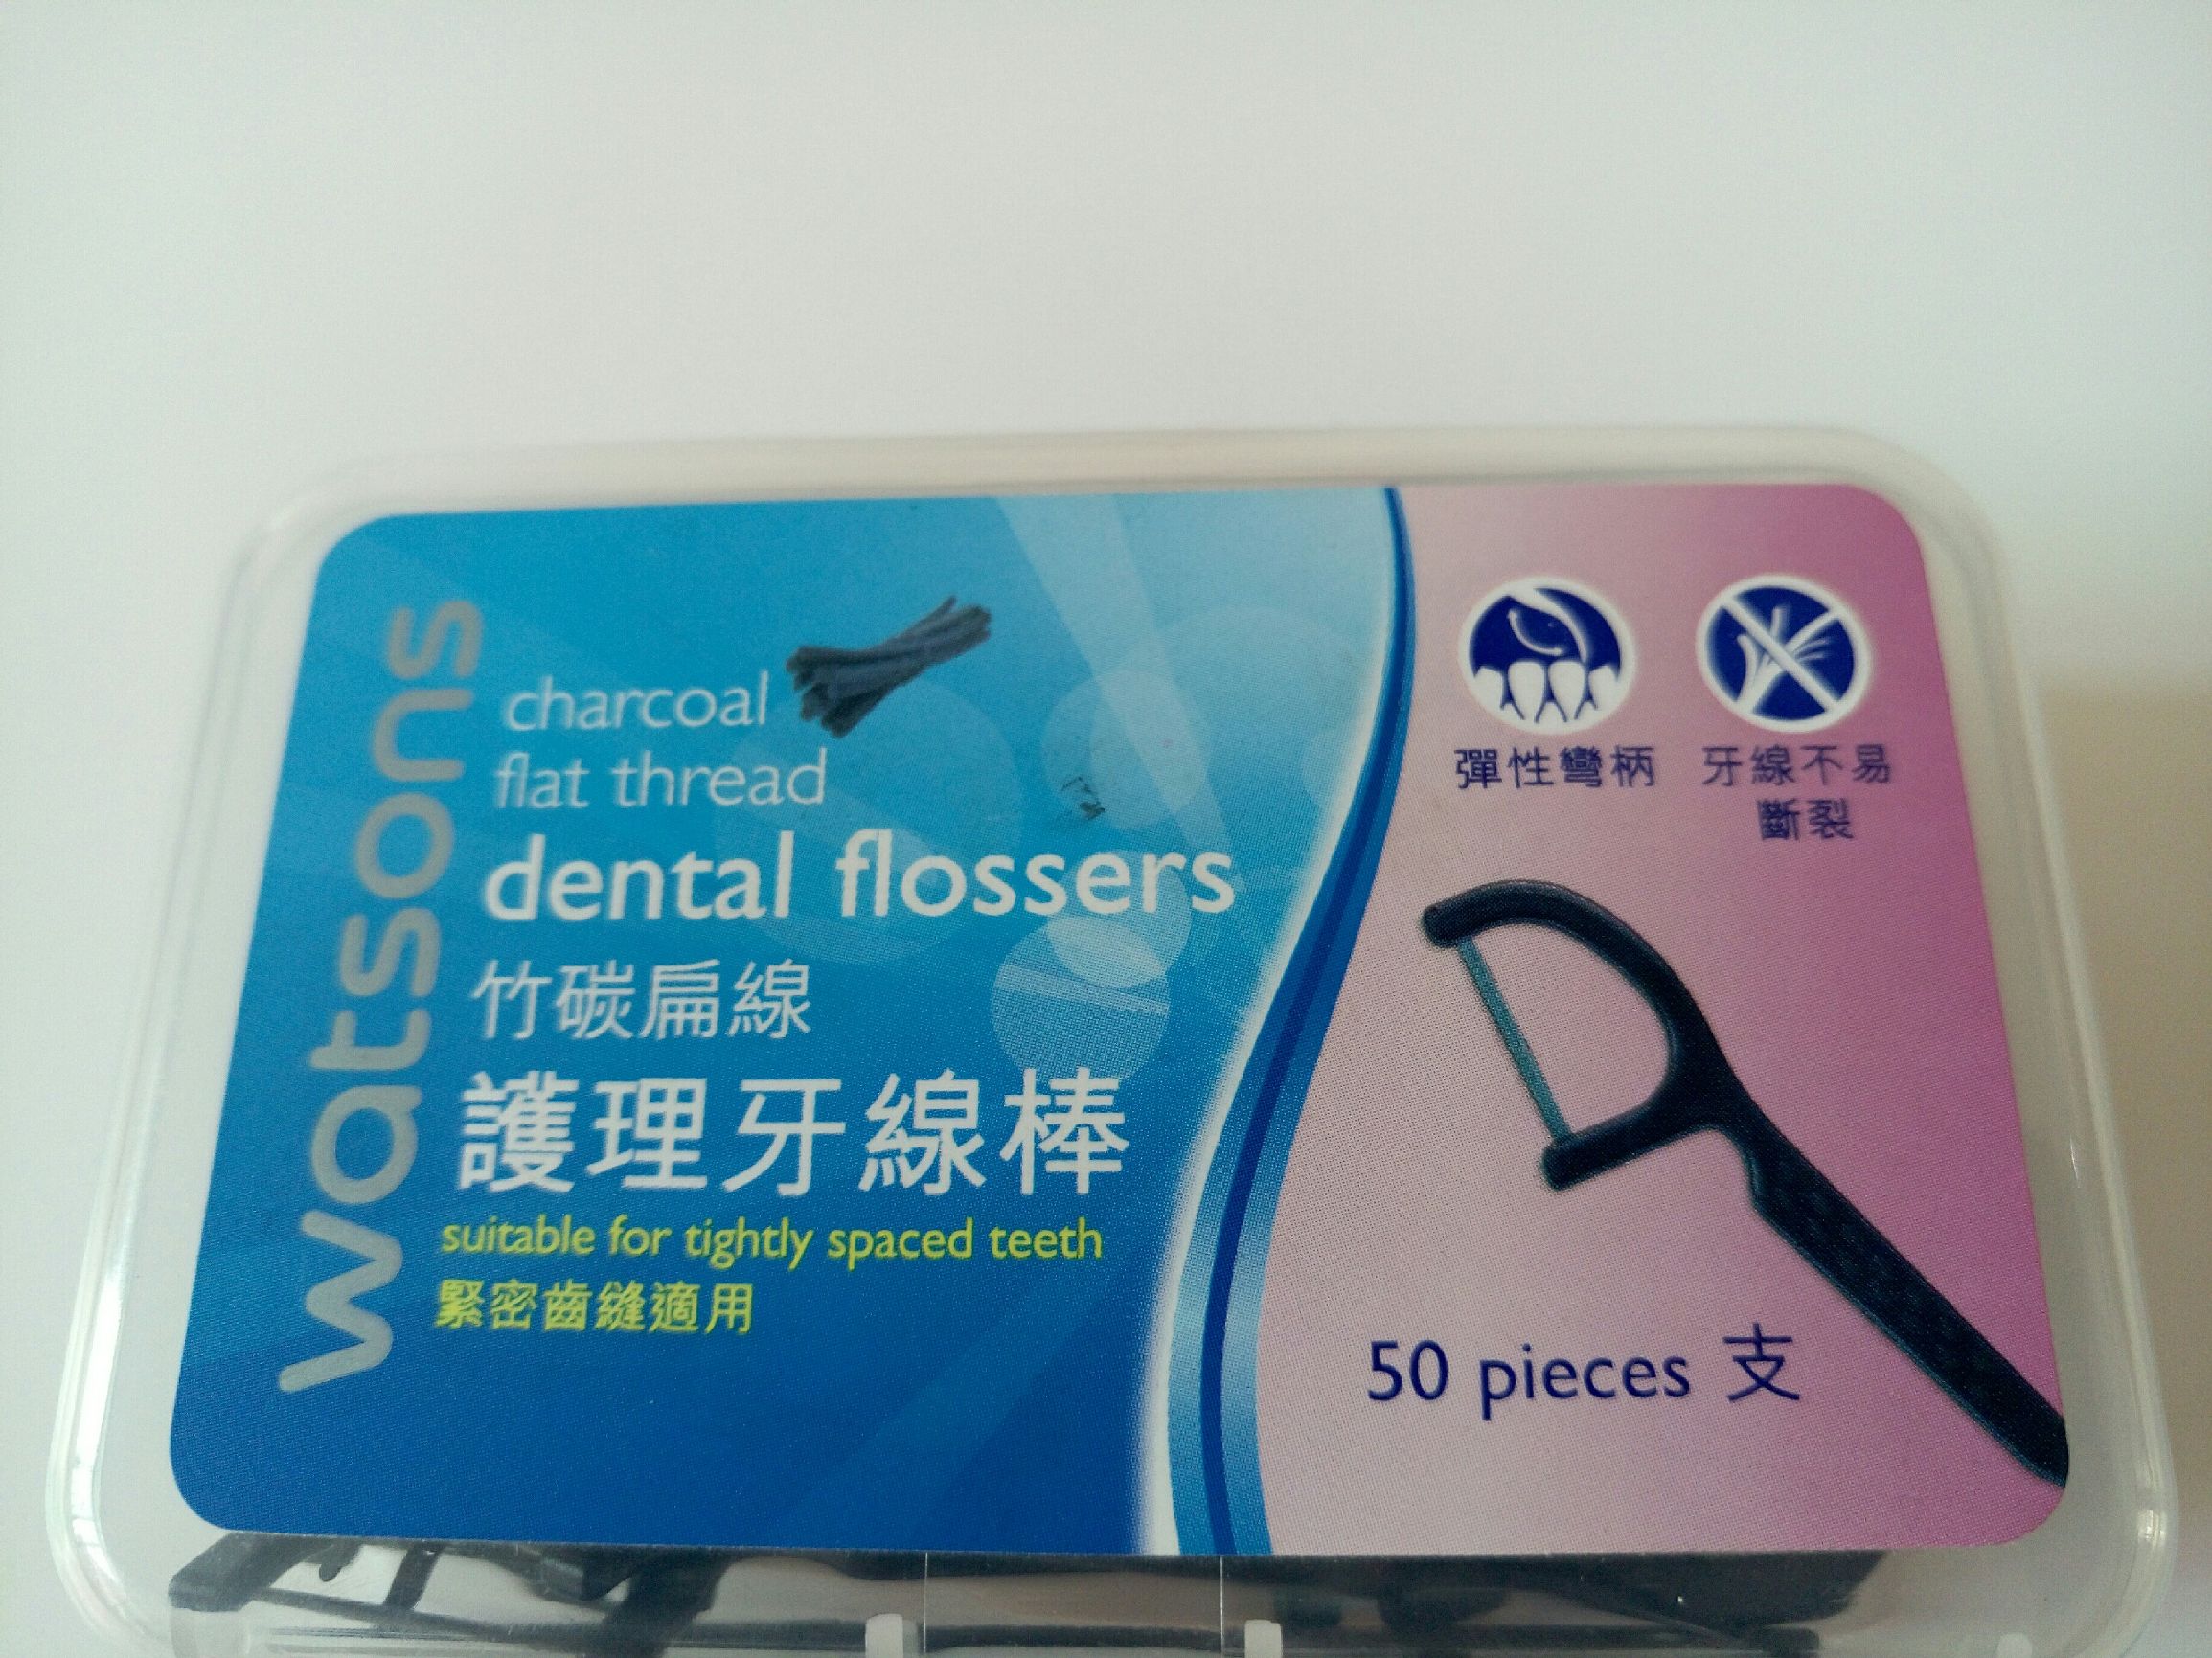 watsons
charcoal
flat thread
dental flossers
竹碳扁線
護理牙線棒
suitable for tightly spaced teeth
緊密齒縫適用
彈性彎柄
牙線不易
斷裂
50 pieces 支